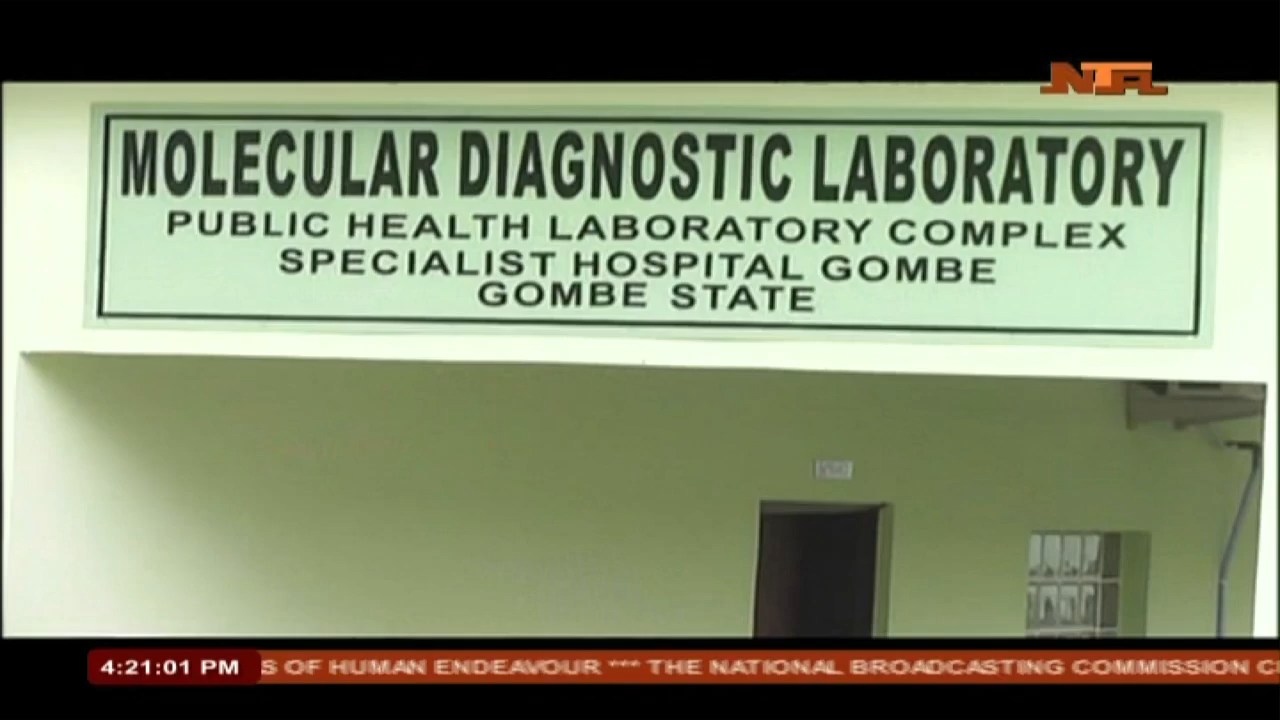 NTA
MOLECULAR DIAGNOSTIC LABORATORY
PUBLIC HEALTH LABORATORY COMPLEX
SPECIALIST HOSPITAL GOMBE
GOMBE STATE
4:21:01 PM
S OF HUMAN ENDEAVOUR *** THE NATIONAL BROADCASTING COMMISSION